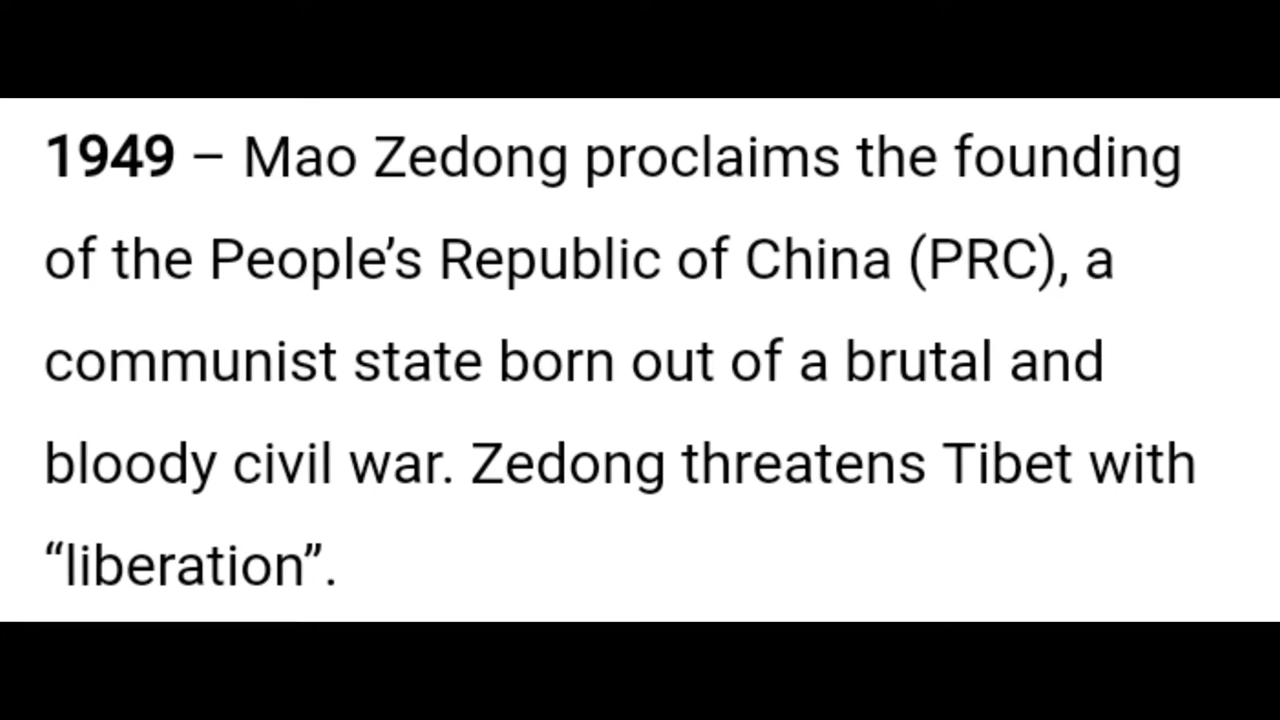 1949 – Mao Zedong proclaims the founding
of the People’s Republic of China (PRC), a
communist state born out of a brutal and
bloody civil war. Zedong threatens Tibet with
“liberation”.